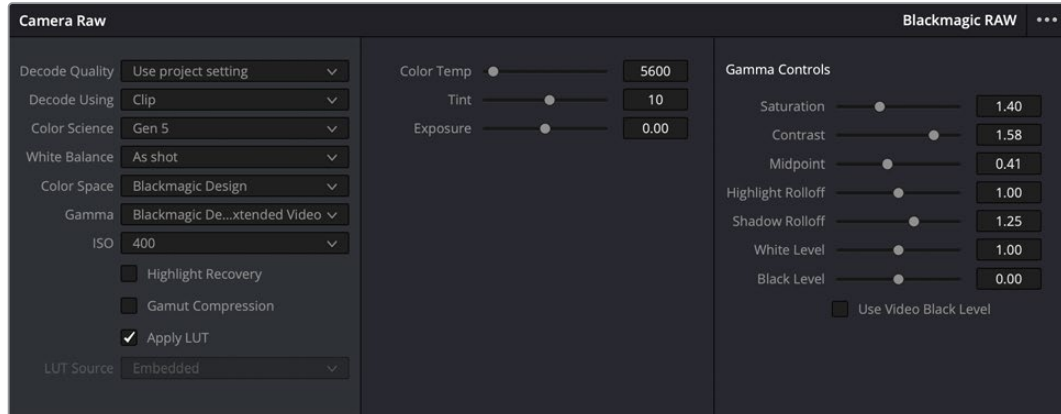 Camera Raw
Blackmagic RAW
Decode Quality Use project setting
Decode Using Clip
Color Science Gen 5
White Balance As shot
Color Space Blackmagic Design
Gamma Blackmagic De...xtended Video
ISO 400
Highlight Recovery
Gamut Compression
Apply LUT
LUT Source Embedded
Color Temp 5600
Tint 10
Exposure 0.00
Gamma Controls
Saturation 1.40
Contrast 1.58
Midpoint 0.41
Highlight Rolloff 1.00
Shadow Rolloff 1.25
White Level 1.00
Black Level 0.00
Use Video Black Level